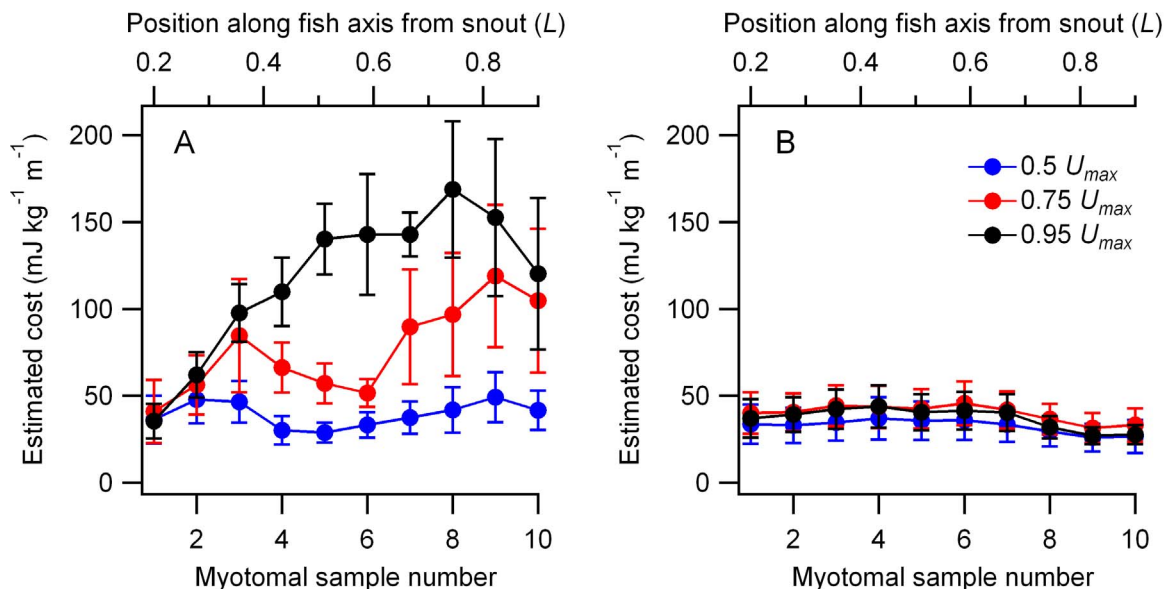 Position along fish axis from snout (L)
0.2 0.4 0.6 0.8
A
200
150
100
50
0
Estimated cost (mJ kg⁻¹ m⁻¹)
2 4 6 8 10
Myotomal sample number
Position along fish axis from snout (L)
0.2 0.4 0.6 0.8
B
200
150
100
50
0
Estimated cost (mJ kg⁻¹ m⁻¹)
0.5 Umax
0.75 Umax
0.95 Umax
2 4 6 8 10
Myotomal sample number